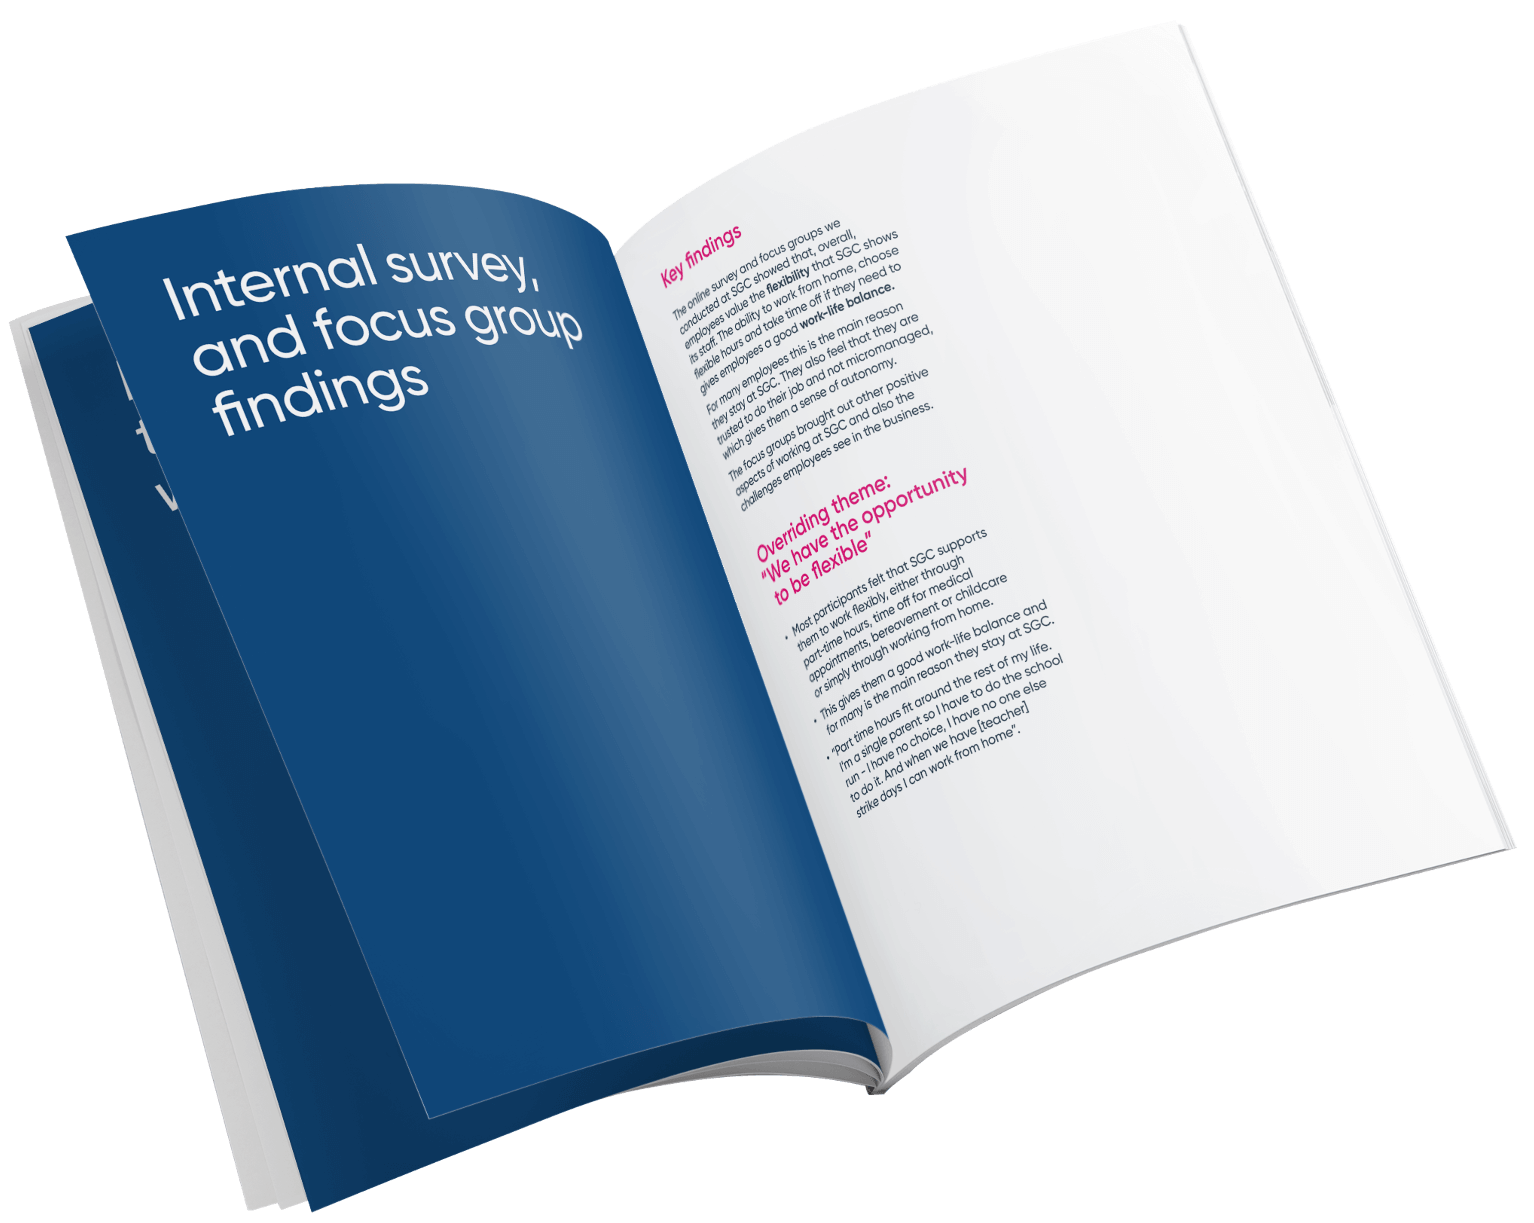 Internal survey,
and focus group
findings
t
Key findings
The online survey and focus groups we
conducted at SGC showed that, overall,
employees value the flexibility that SGC shows
its staff. The ability to work from home, choose
flexible hours and take time off if they need to
gives employees a good work-life balance.
For many employees this is the main reason
they stay at SGC. They also feel that they are
trusted to do their job and not micromanaged,
which gives them a sense of autonomy.
The focus groups brought out other positive
aspects of working at SGC and also the
challenges employees see in the business.
Overriding theme:
“We have the opportunity
to be flexible”
• Most participants felt that SGC supports
them to work flexibly, either through
part-time hours, time off for medical
appointments, bereavement or childcare
or simply through working from home.
• This gives them a good work-life balance and
for many is the main reason they stay at SGC.
• “Part time hours fit around the rest of my life.
I'm a single parent so I have to do the school
run - I have no choice, I have no one else
to do it. And when we have [teacher]
strike days I can work from home”.